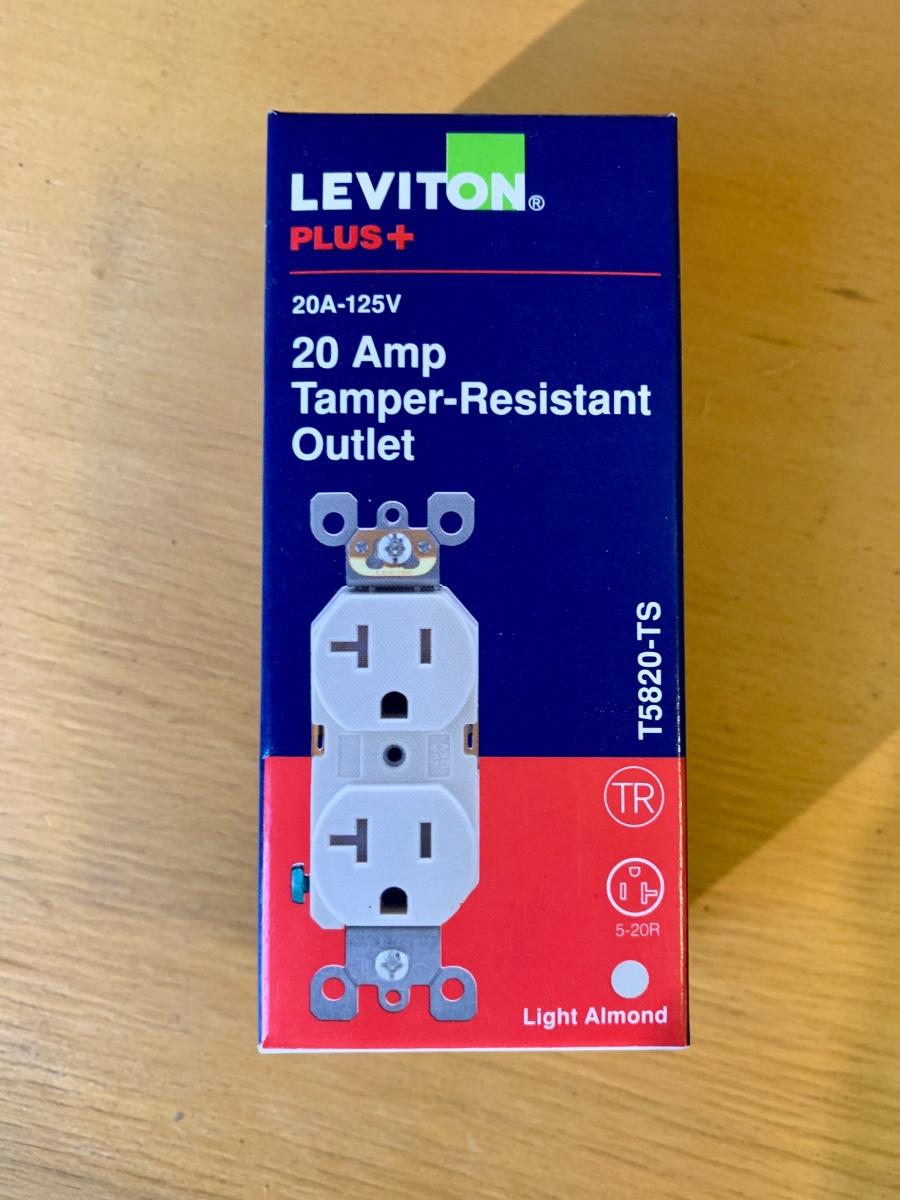 LEVITON®
PLUS+
20A-125V
20 Amp
Tamper-Resistant
Outlet
T5820-TS
TR
5-20R
Light Almond